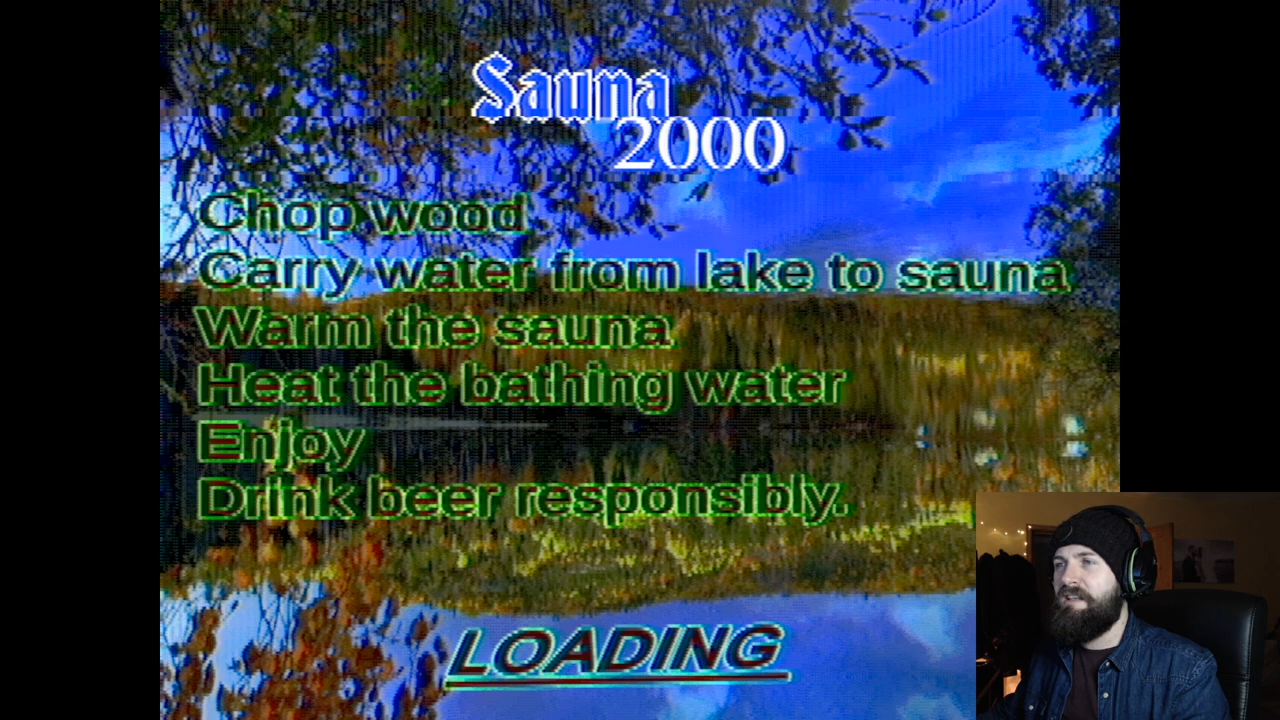 Sauna
2000
Chop wood
Carry water from lake to sauna
Warm the sauna
Heat the bathing water
Enjoy
Drink beer responsibly.
LOADING